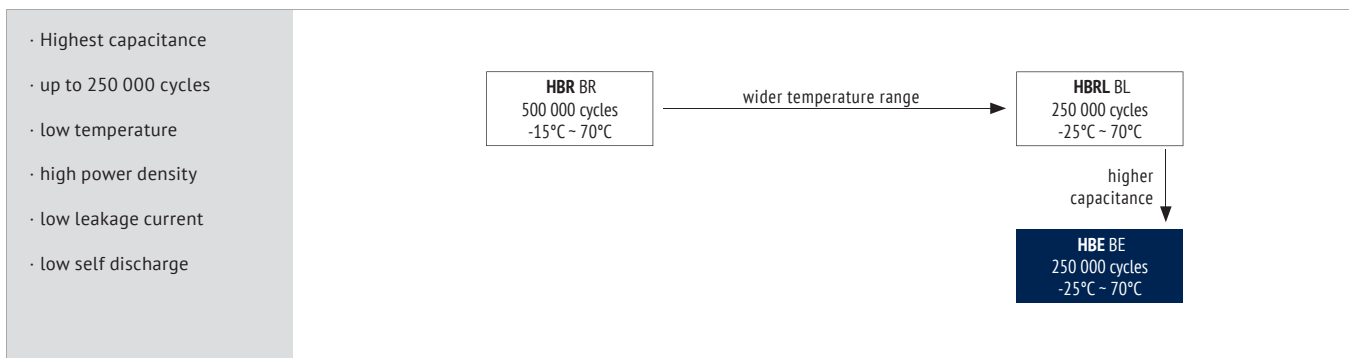 · Highest capacitance
· up to 250 000 cycles
· low temperature
· high power density
· low leakage current
· low self discharge
HBR BR
500 000 cycles
-15°C ~ 70°C
wider temperature range
HBRL BL
250 000 cycles
-25°C ~ 70°C
higher
capacitance
HBE BE
250 000 cycles
-25°C ~ 70°C